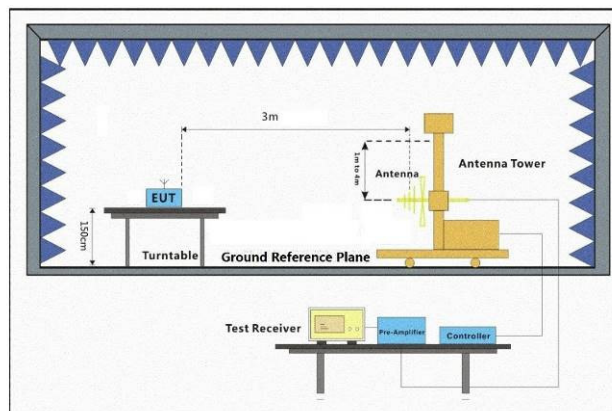 3m
1m to 4m
Antenna
Antenna Tower
EUT
150cm
Turntable
Ground Reference Plane
Test Receiver
Pre-Amplifier
Controller